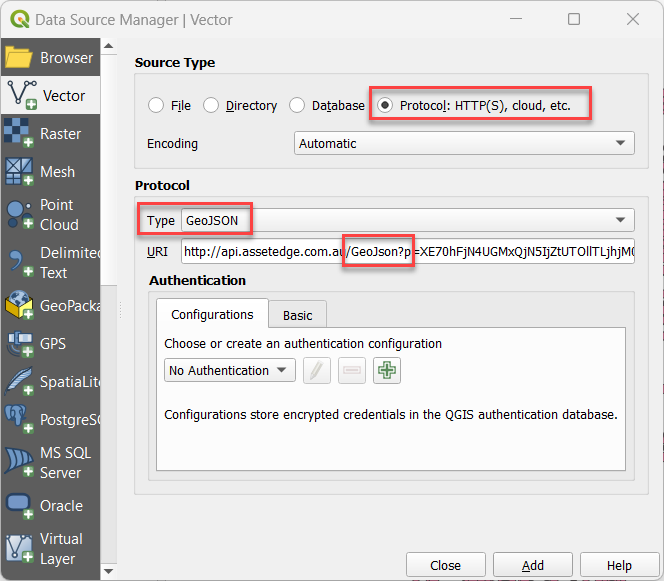 Data Source Manager | Vector
Browser
Vector
Raster
Mesh
Point
Cloud
Delimited
Text
GeoPacka
GPS
SpatiaLite
PostgreSQ
MS SQL
Server
Oracle
Virtual
Layer
Source Type
File Directory Database Protocol: HTTP(S), cloud, etc.
Encoding Automatic
Protocol
Type GeoJSON
URI http://api.assetedge.com.au/GeoJson?p=XE70hFjN4UGMxQjN5IjZtUTOllTLjhjM0
Authentication
Configurations Basic
Choose or create an authentication configuration
No Authentication
Configurations store encrypted credentials in the QGIS authentication database.
Close Add Help